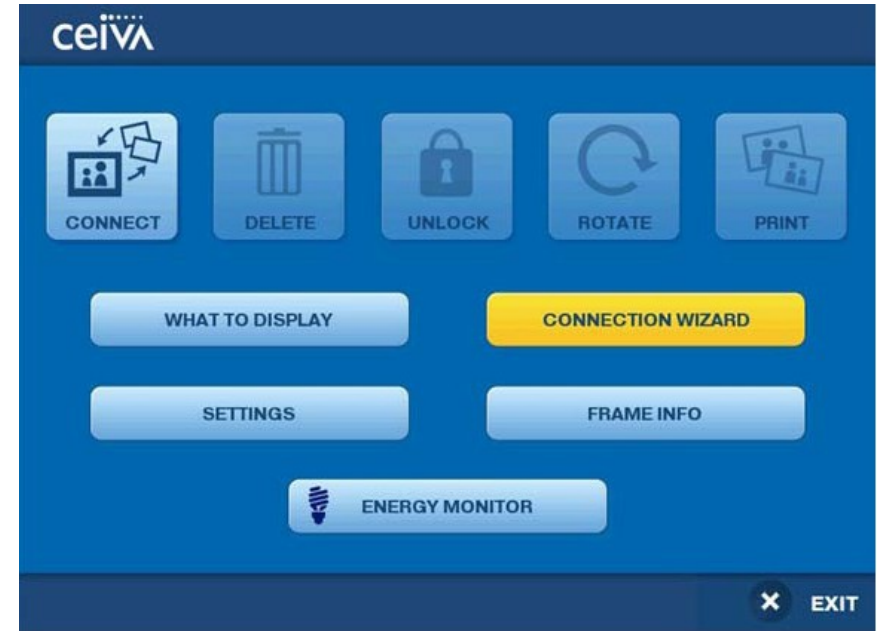 ceiva
CONNECT
DELETE
UNLOCK
ROTATE
PRINT
WHAT TO DISPLAY
CONNECTION WIZARD
SETTINGS
FRAME INFO
ENERGY MONITOR
EXIT